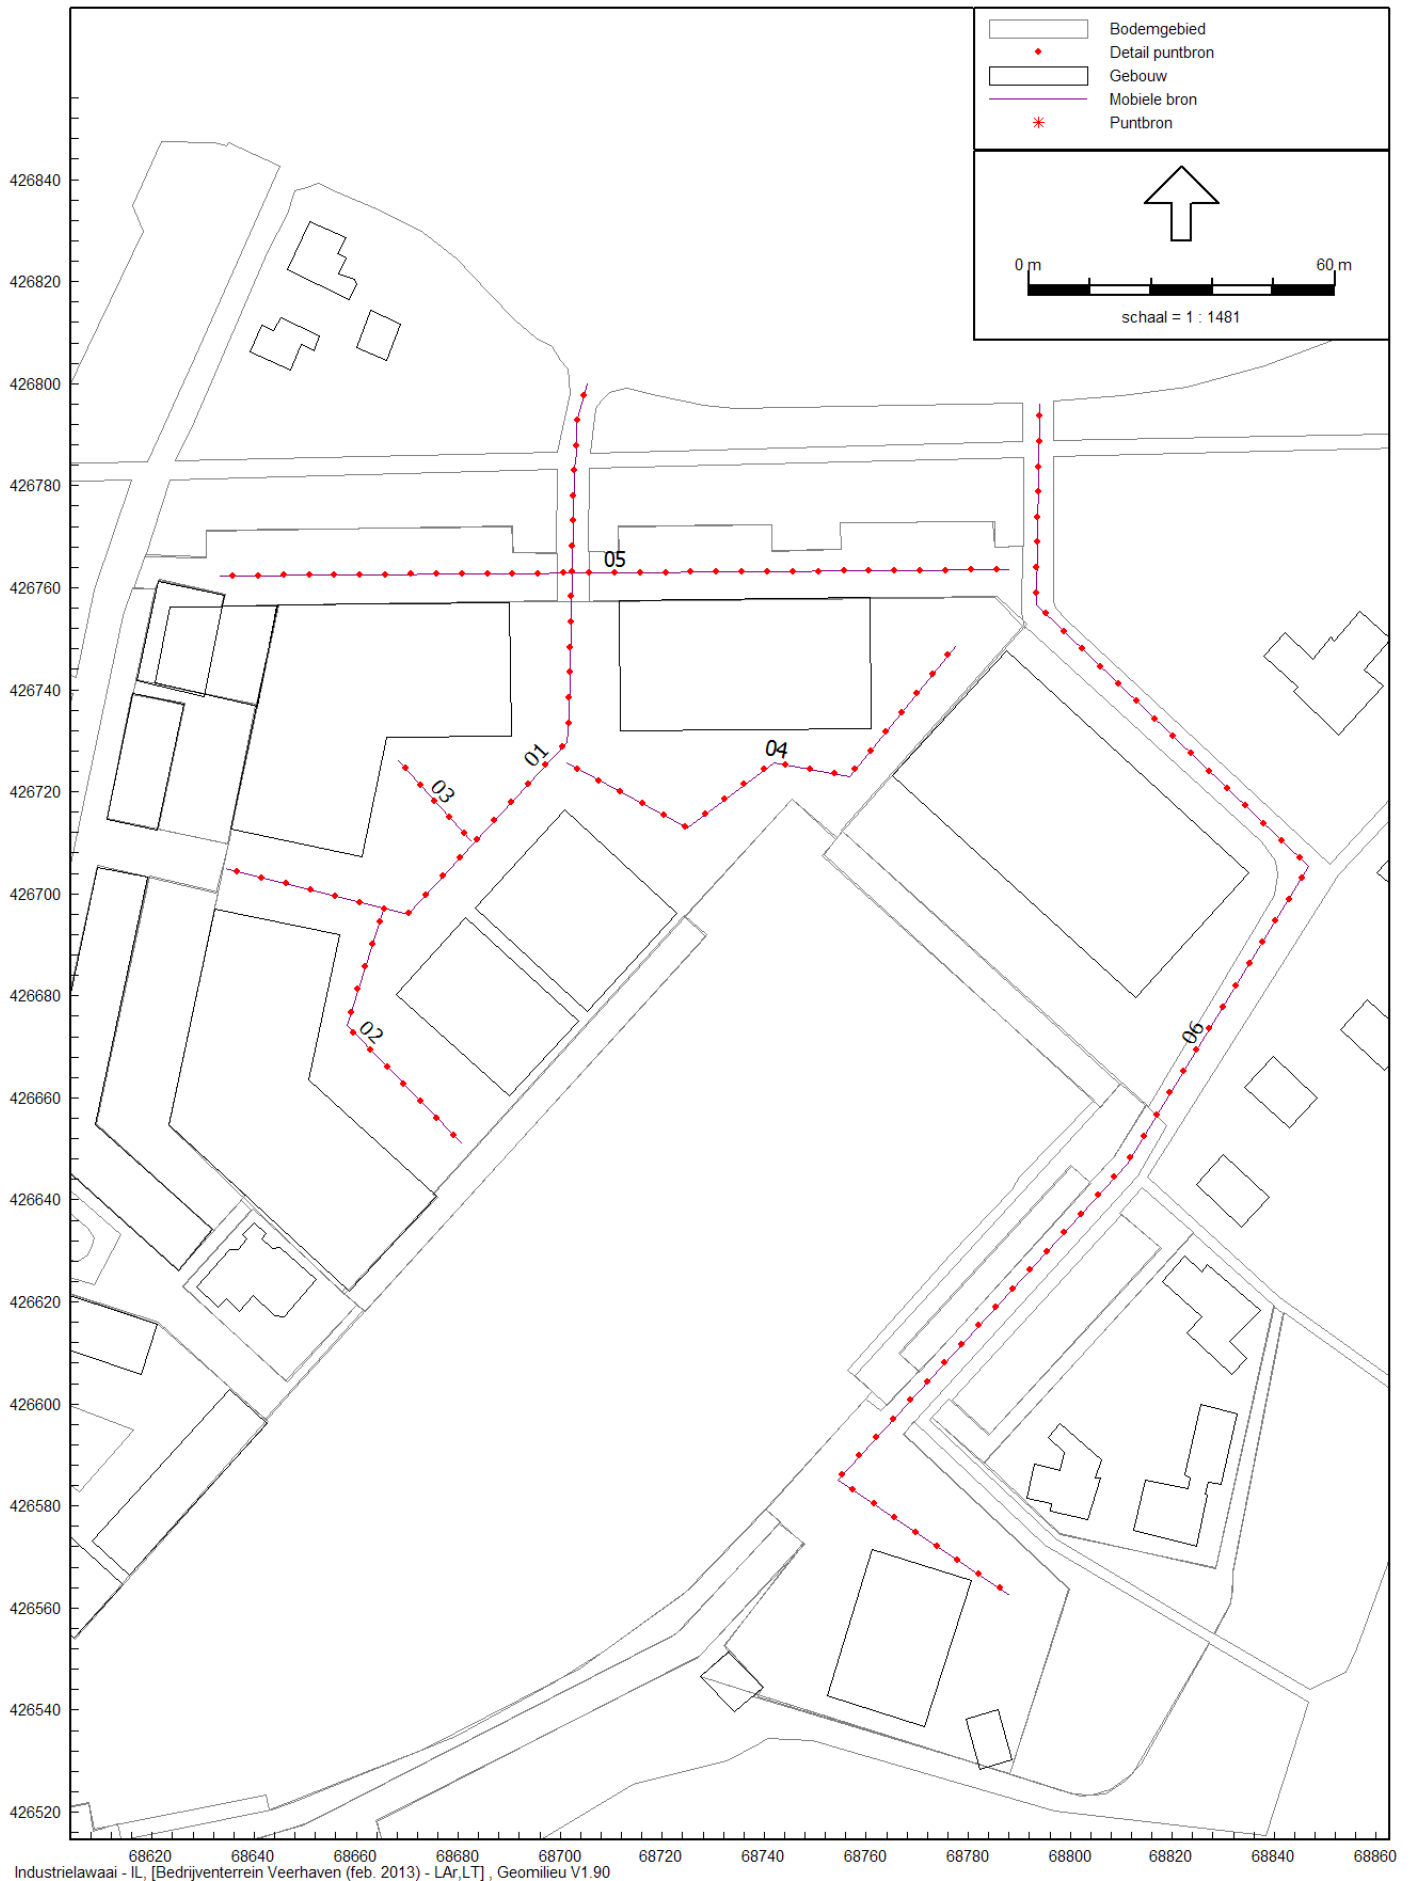 Bodemgebied
Detail puntbron
Gebouw
Mobiele bron
Puntbron
0 m 60 m
schaal = 1 : 1481
426840
426820
426800
426780
426760
426740
426720
426700
426680
426660
426640
426620
426600
426580
426560
426540
426520
05
01
04
03
02
06
68620 68640 68660 68680 68700 68720 68740 68760 68780 68800 68820 68840 68860
Industrielawaai - IL, [Bedrijventerrein Veerhaven (feb. 2013) - LAr,LT] , Geomilieu V1.90